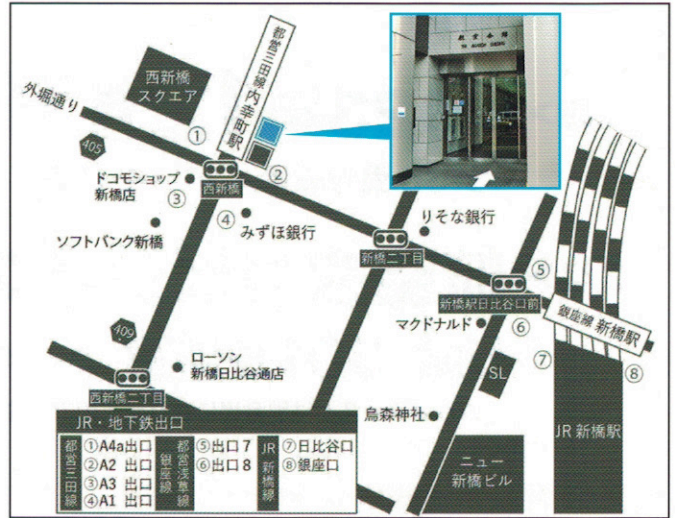 外堀通り
405
西新橋
スクエア
都営三田線内幸町駅
①
②
ドコモショップ
新橋店
③
西新橋
④
みずほ銀行
ソフトバンク新橋
りそな銀行
新橋二丁目
⑤
新橋駅日比谷口前
マクドナルド
⑥
銀座線 新橋駅
⑦
⑧
409
ローソン
新橋日比谷通店
西新橋二丁目
SL
烏森神社
ニュー
新橋ビル
JR 新橋駅
JR・地下鉄出口
都営三田線
①A4a出口
②A2 出口
③A3 出口
④A1 出口
都営浅草線
銀座線
⑤出口 7
⑥出口 8
JR新橋線
⑦日比谷口
⑧銀座口